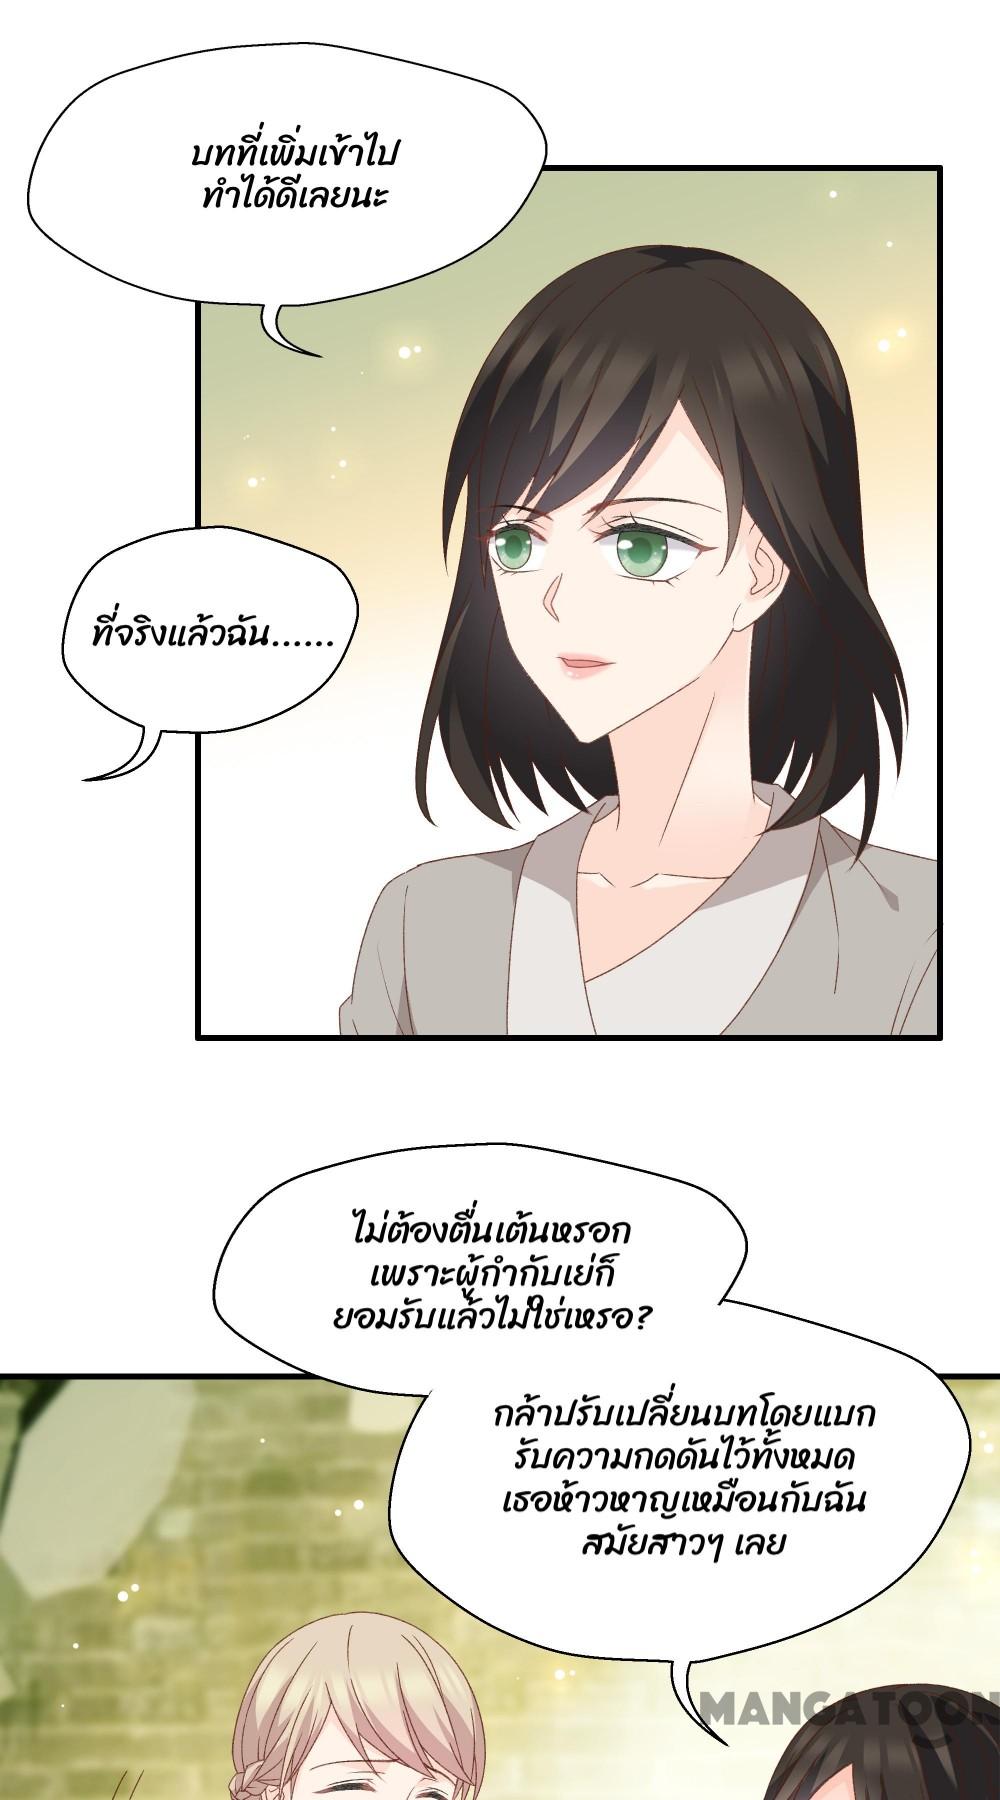 บทที่เพิ่มเข้าไป
ทำได้ดีเลยนะ
ที่จริงแล้วฉัน......
ไม่ต้องตื่นเต้นหรอก
เพราะผู้กำกับเย่ก็
ยอมรับแล้วไม่ใช่เหรอ?
กล้าปรับเปลี่ยนบทโดยแบก
รับความกดดันไว้ทั้งหมด
เธอห้าวหาญเหมือนกับฉัน
สมัยสาวๆ เลย
MANGATOON